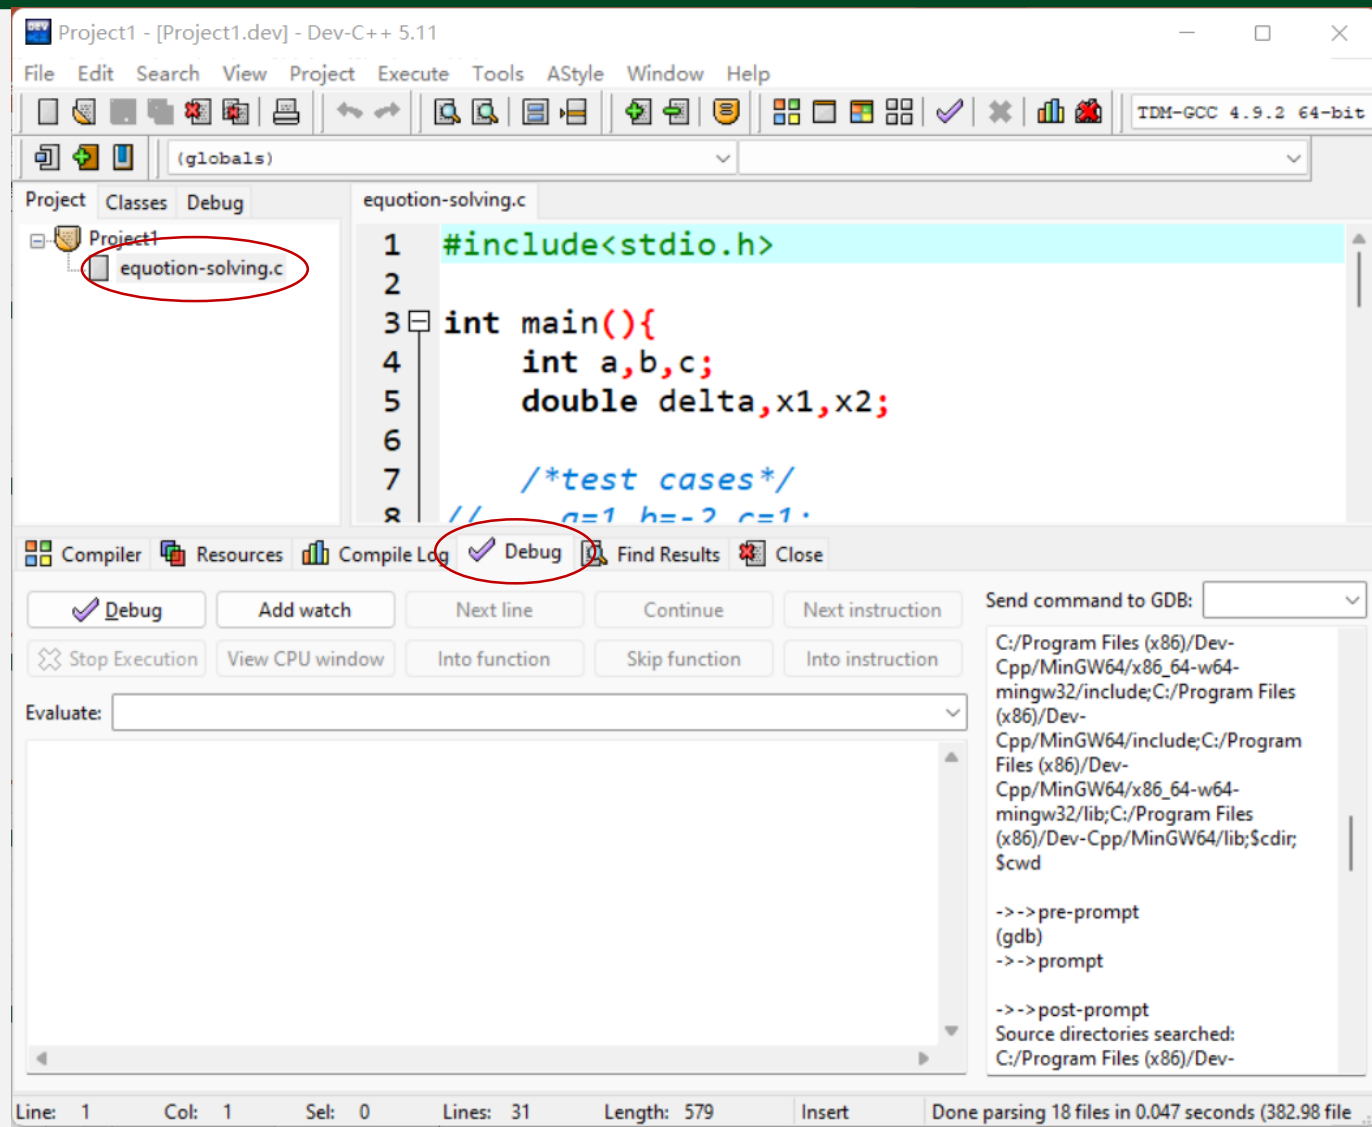 Project1 - [Project1.dev] - Dev-C++ 5.11
File Edit Search View Project Execute Tools AStyle Window Help
TDM-GCC 4.9.2 64-bit
(globals)
Project Classes Debug
equotion-solving.c
Project1
equotion-solving.c
1 #include<stdio.h>
2
3 int main(){
4 int a,b,c;
5 double delta,x1,x2;
6
7 /*test cases*/
8 // a=1,b=-2,c=1;
Compiler Resources Compile Log Debug Find Results Close
Debug Add watch Next line Continue Next instruction
Stop Execution View CPU window Into function Skip function Into instruction
Evaluate:
Send command to GDB:
C:/Program Files (x86)/Dev-
Cpp/MinGW64/x86_64-w64-
mingw32/include;C:/Program Files
(x86)/Dev-
Cpp/MinGW64/include;C:/Program
Files (x86)/Dev-
Cpp/MinGW64/x86_64-w64-
mingw32/lib;C:/Program Files
(x86)/Dev-Cpp/MinGW64/lib;$cdir;
$cwd
->->pre-prompt
(gdb)
->->prompt
->->post-prompt
Source directories searched:
C:/Program Files (x86)/Dev-
Line: 1 Col: 1 Sel: 0 Lines: 31 Length: 579 Insert Done parsing 18 files in 0.047 seconds (382.98 file